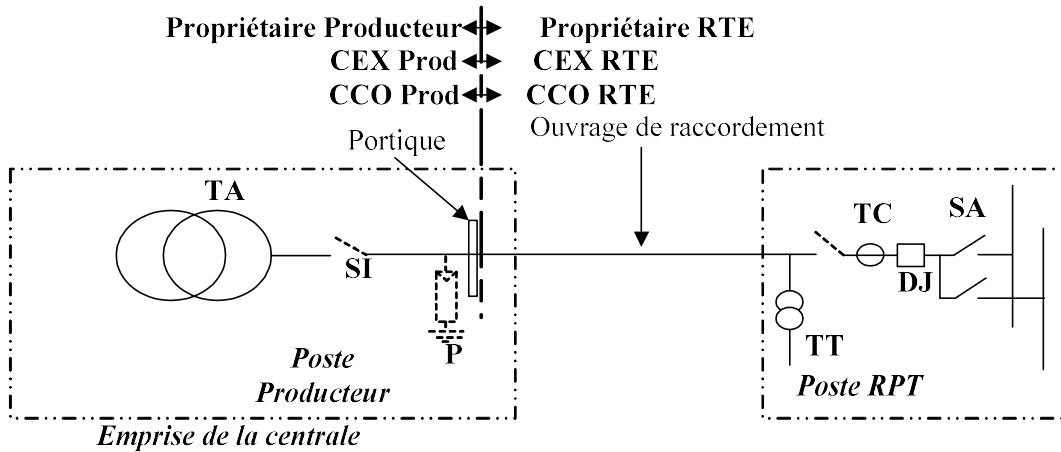 Propriétaire Producteur
Propriétaire RTE
CEX Prod
CEX RTE
CCO Prod
CCO RTE
Ouvrage de raccordement
Portique
TA
TC
SA
SI
DJ
P
TT
Poste
Producteur
Poste RPT
Emprise de la centrale